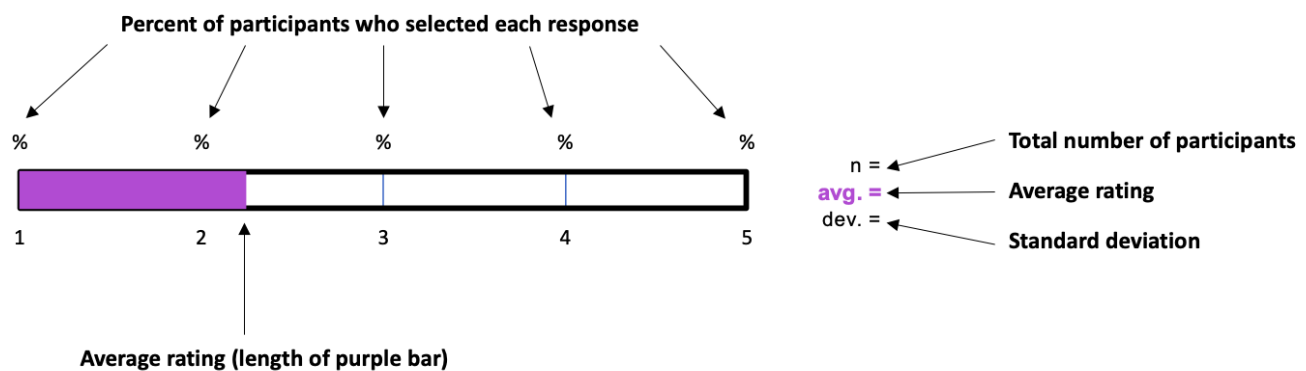 Percent of participants who selected each response
% % % % %
Total number of participants
n =
avg. =
Average rating
dev. =
Standard deviation
1 2 3 4 5
Average rating (length of purple bar)